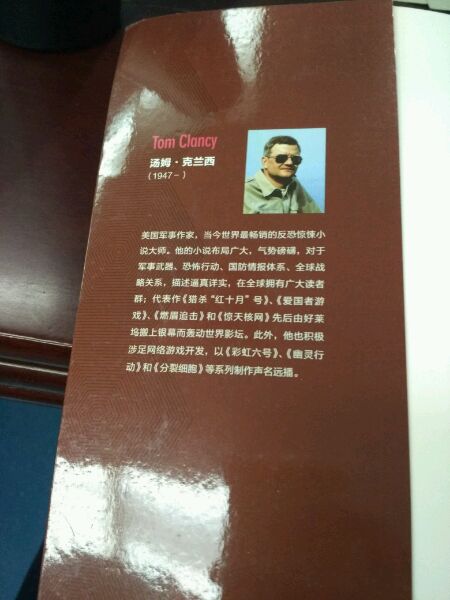 Tom Clancy
汤姆·克兰西
(1947- )
美国军事作家,当今世界最畅销的反恐惊悚小
说大师。他的小说布局广大,气势磅礴,对于
军事武器、恐怖行动、国防情报体系、全球战
略关系,描述逼真详实,在全球拥有广大读者
群;代表作《猎杀“红十月”号》、《爱国者游
戏》、《燃眉追击》和《惊天核网》先后由好莱
坞搬上银幕而轰动世界影坛。此外,他也积极
涉足网络游戏开发,以《彩虹六号》、《幽灵行
动》和《分裂细胞》等系列制作声名远播。